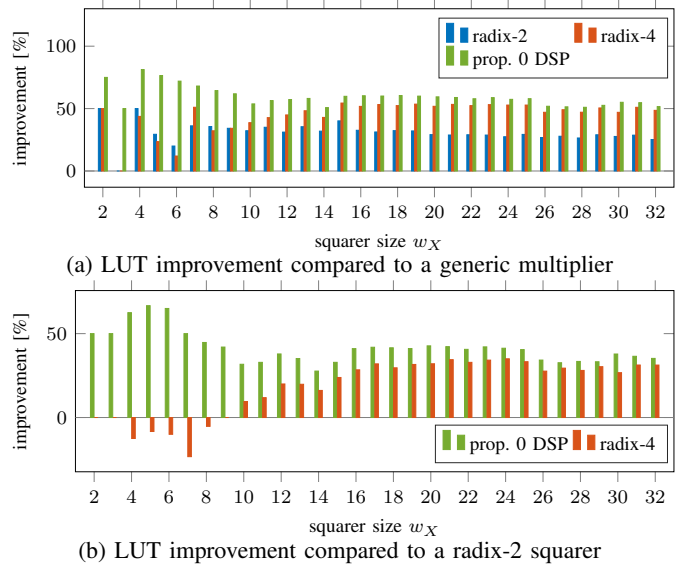 improvement [%]
100
50
0
radix-2 radix-4
prop. 0 DSP
2 4 6 8 10 12 14 16 18 20 22 24 26 28 30 32
squarer size w_X
(a) LUT improvement compared to a generic multiplier
improvement [%]
50
0
prop. 0 DSP radix-4
2 4 6 8 10 12 14 16 18 20 22 24 26 28 30 32
squarer size w_X
(b) LUT improvement compared to a radix-2 squarer